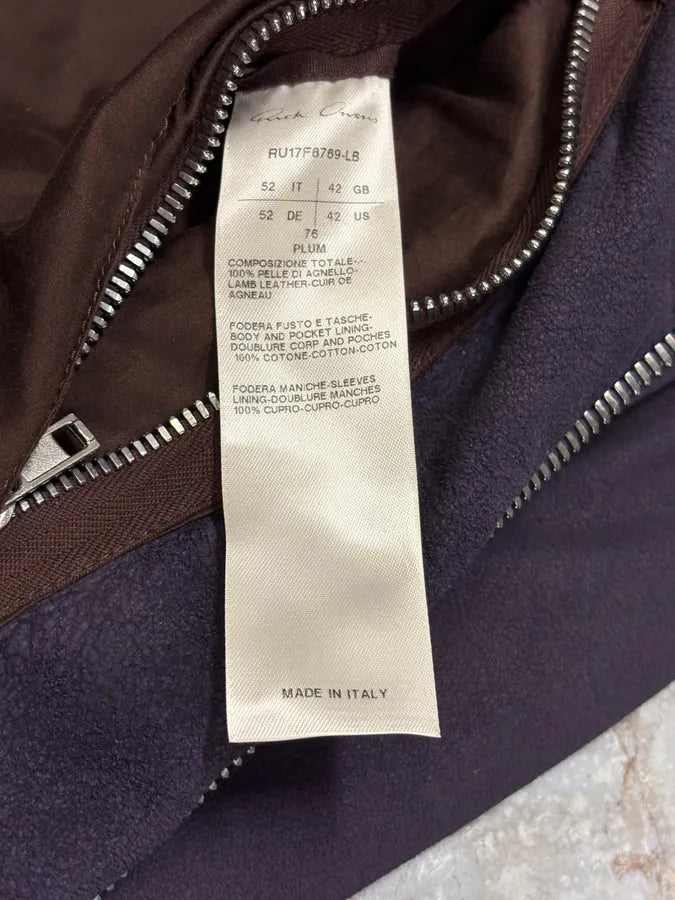 Rick Owens
RU17F6769-LB
52 IT 42 GB
52 DE 42 US
76
PLUM
COMPOSIZIONE TOTALE--
100% PELLE DI AGNELLO-
LAMB LEATHER-CUIR DE
AGNEAU
FODERA FUSTO E TASCHE-
BODY AND POCKET LINING-
DOUBLURE CORP AND POCHES
100% COTONE-COTTON-COTON
FODERA MANICHE-SLEEVES
LINING-DOUBLURE MANCHES
100% CUPRO-CUPRO-CUPRO
MADE IN ITALY